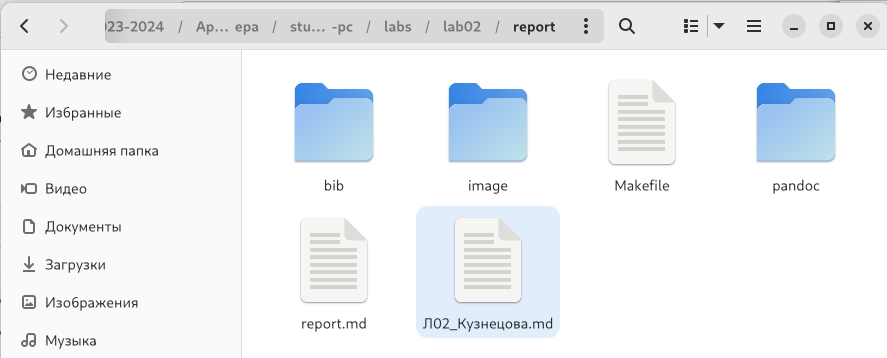 023-2024 / Ap... ера / stu... -pc / labs / lab02 / report
Недавние
Избранные
Домашняя папка
Видео
Документы
Загрузки
Изображения
Музыка
bib
image
Makefile
pandoc
report.md
Л02_Кузнецова.md